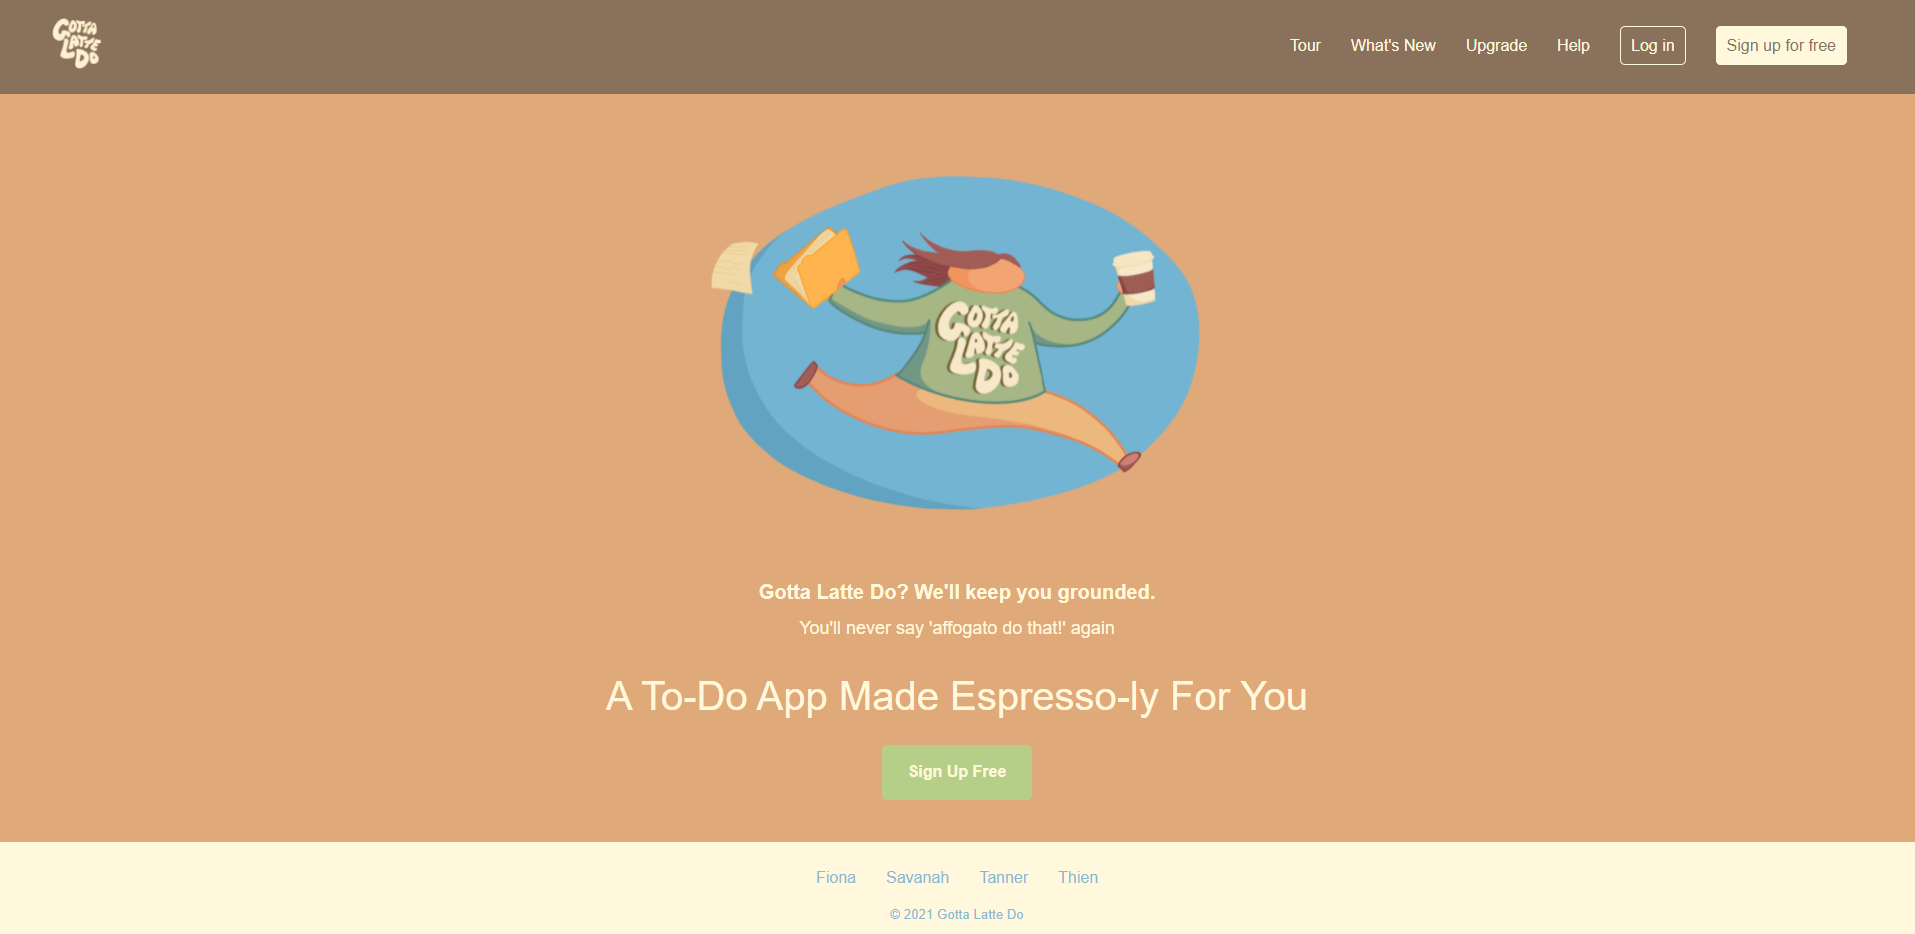 GOTTA
LATTE
DO
Tour What's New Upgrade Help Log in Sign up for free
GOTTA
LATTE
DO
Gotta Latte Do? We'll keep you grounded.
You'll never say 'affogato do that!' again
A To-Do App Made Espresso-ly For You
Sign Up Free
Fiona Savanah Tanner Thien
© 2021 Gotta Latte Do